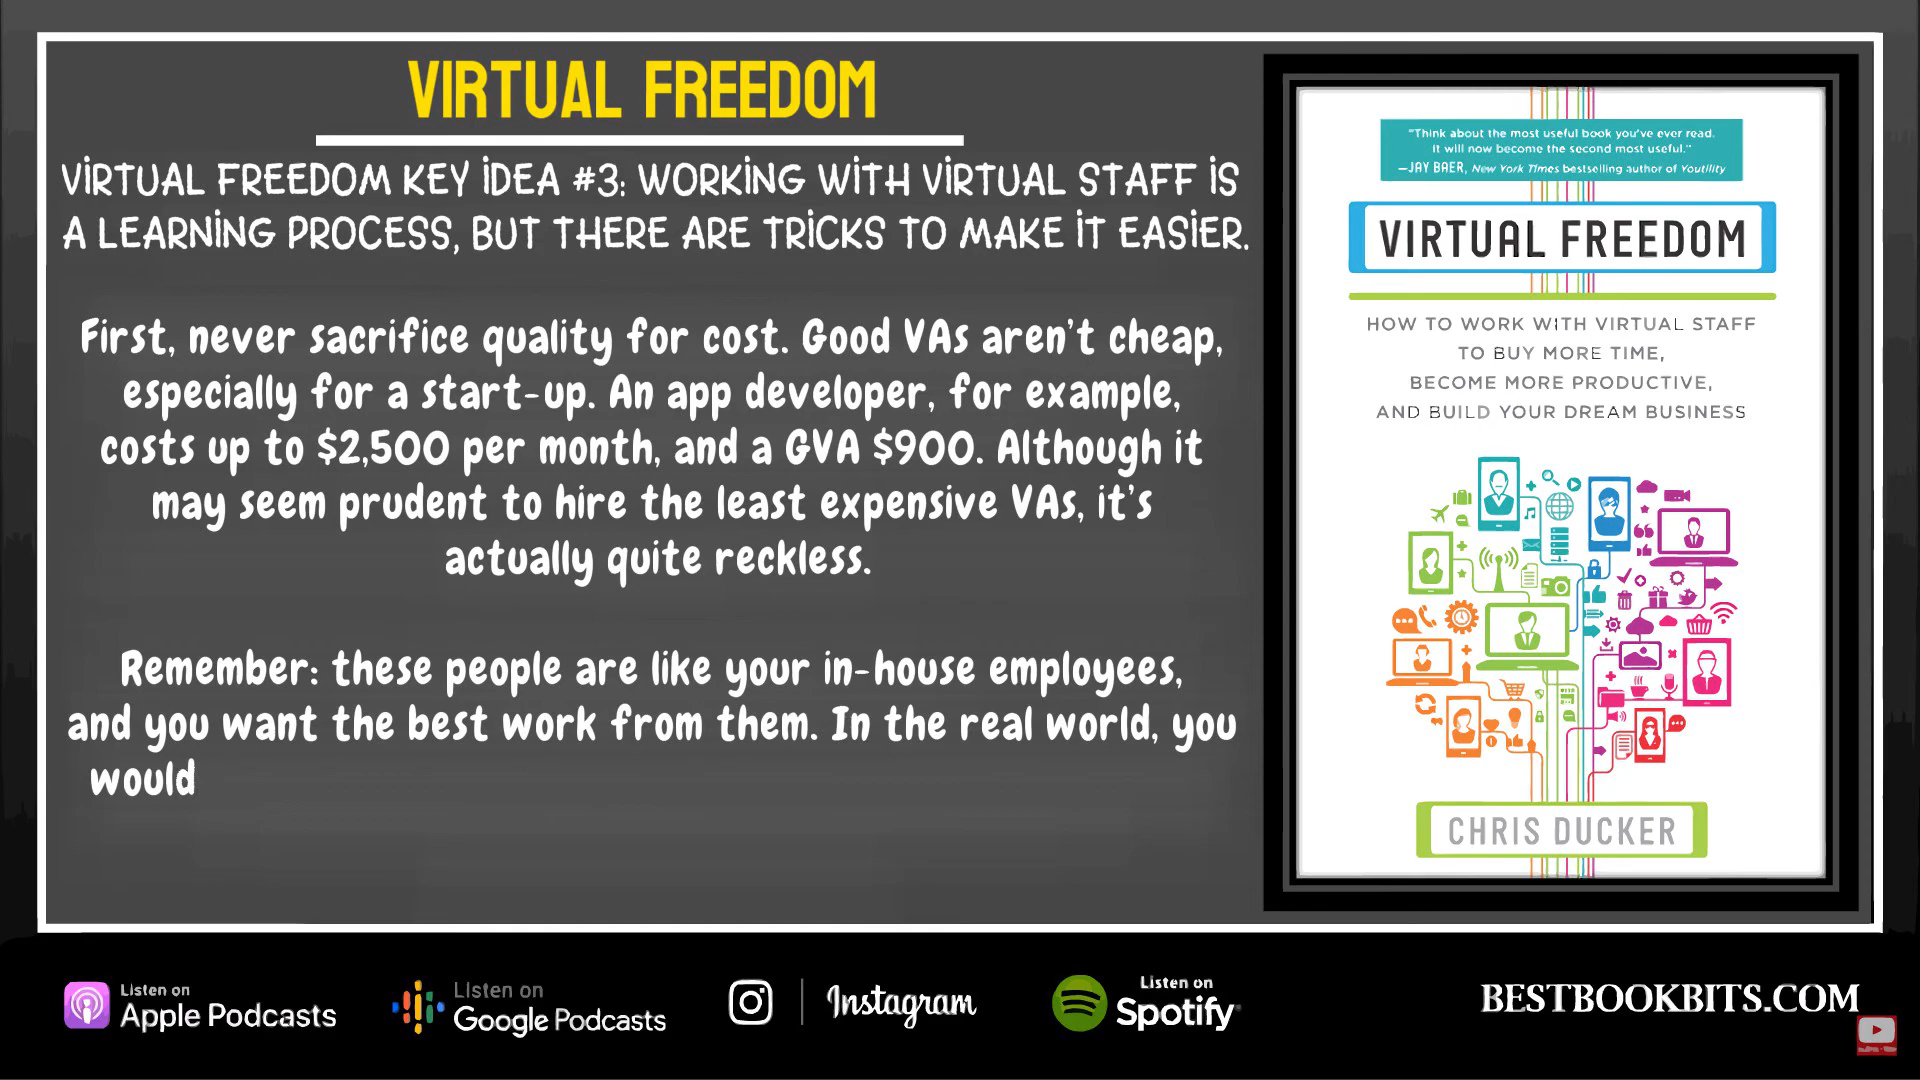 VIRTUAL FREEDOM
VIRTUAL FREEDOM KEY IDEA #3: WORKING WITH VIRTUAL STAFF IS
A LEARNING PROCESS, BUT THERE ARE TRICKS TO MAKE IT EASIER.
First, never sacrifice quality for cost. Good VAs aren't cheap,
especially for a start-up. An app developer, for example,
costs up to $2,500 per month, and a GVA $900. Although it
may seem prudent to hire the least expensive VAs, it's
actually quite reckless.
Remember: these people are like your in-house employees,
and you want the best work from them. In the real world, you
would
"Think about the most useful book you've ever read.
It will now become the second most useful."
—JAY BAER, New York Times bestselling author of Youtility
VIRTUAL FREEDOM
HOW TO WORK WITH VIRTUAL STAFF
TO BUY MORE TIME,
BECOME MORE PRODUCTIVE,
AND BUILD YOUR DREAM BUSINESS
CHRIS DUCKER
Listen on
Apple Podcasts
Listen on
Google Podcasts
Instagram
Listen on
Spotify
BESTBOOKBITS.COM